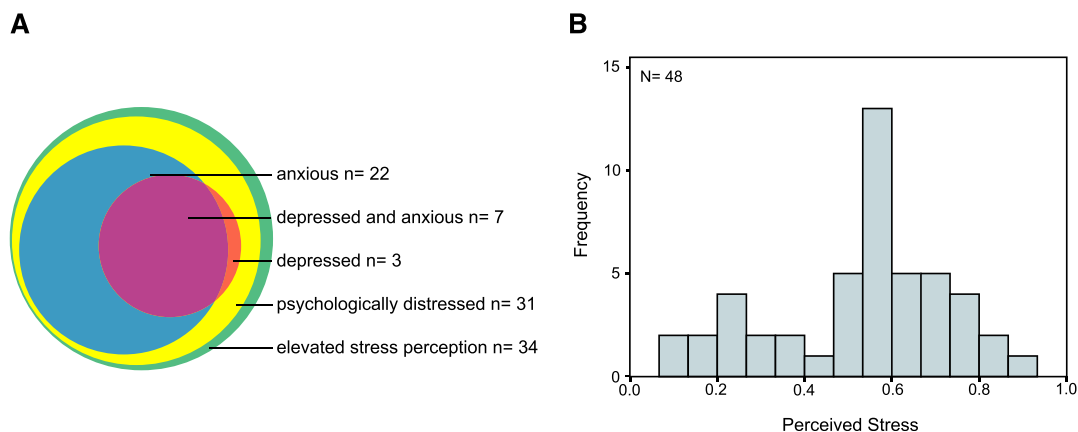 A
anxious n= 22
depressed and anxious n= 7
depressed n= 3
psychologically distressed n= 31
elevated stress perception n= 34
B
N= 48
Frequency
15
10
5
0
0.0 0.2 0.4 0.6 0.8 1.0
Perceived Stress